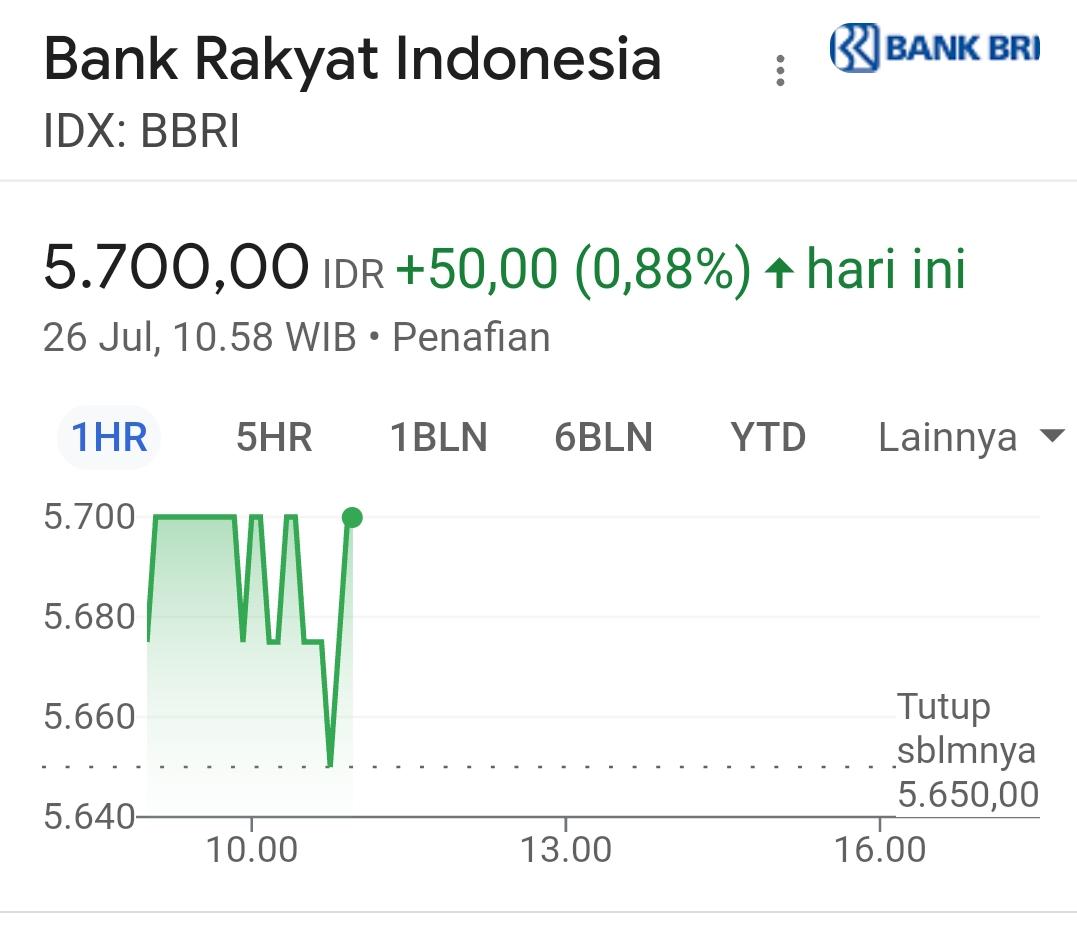 Bank Rakyat Indonesia
BANK BRI
IDX: BBRI
5.700,00 IDR +50,00 (0,88%) ↑ hari ini
26 Jul, 10.58 WIB • Penafian
1HR 5HR 1BLN 6BLN YTD Lainnya
5.700
5.680
5.660
5.640
Tutup
sblmnya
5.650,00
10.00 13.00 16.00